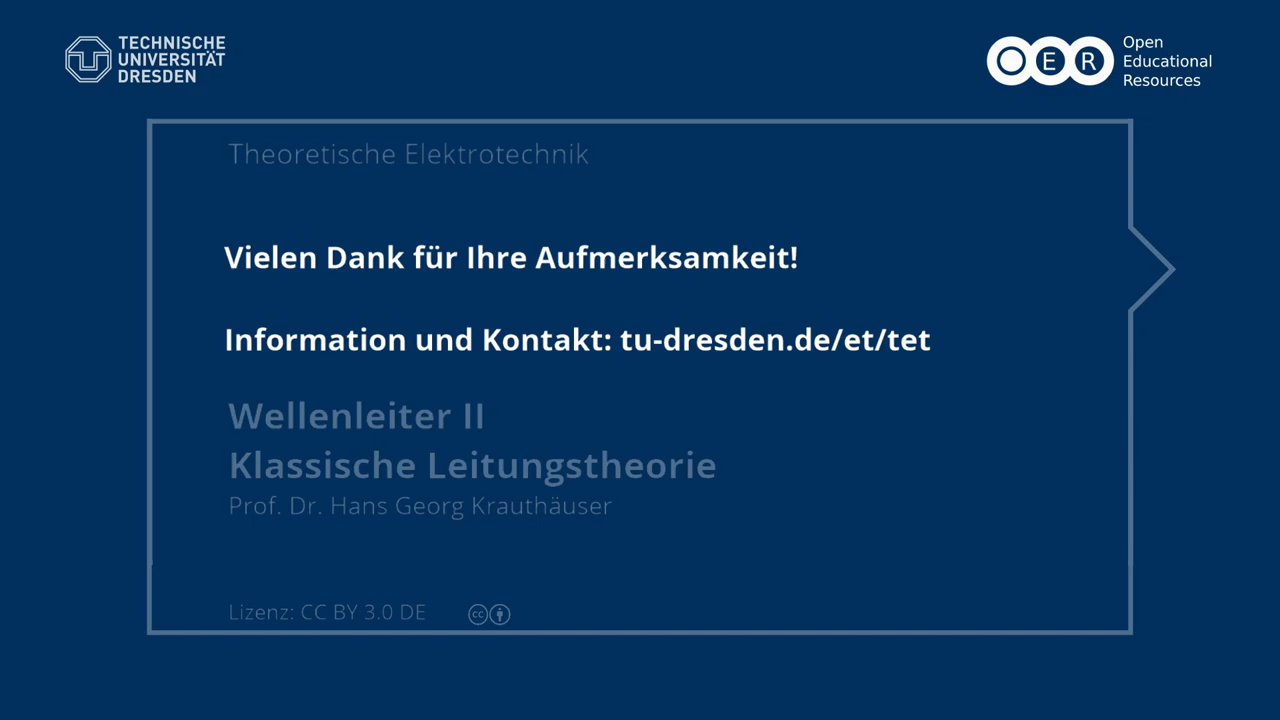 TECHNISCHE
UNIVERSITÄT
DRESDEN
OER
Open
Educational
Resources
Theoretische Elektrotechnik
Vielen Dank für Ihre Aufmerksamkeit!
Information und Kontakt: tu-dresden.de/et/tet
Wellenleiter II
Klassische Leitungstheorie
Prof. Dr. Hans Georg Krauthäuser
Lizenz: CC BY 3.0 DE cc